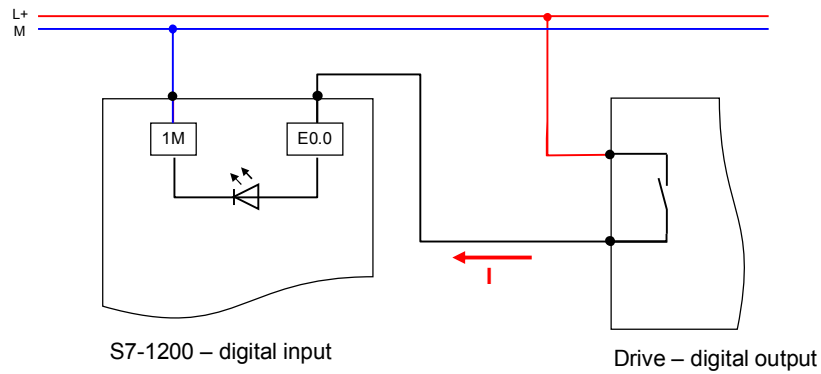 L+
M
1M
E0.0
I
S7-1200 – digital input
Drive – digital output